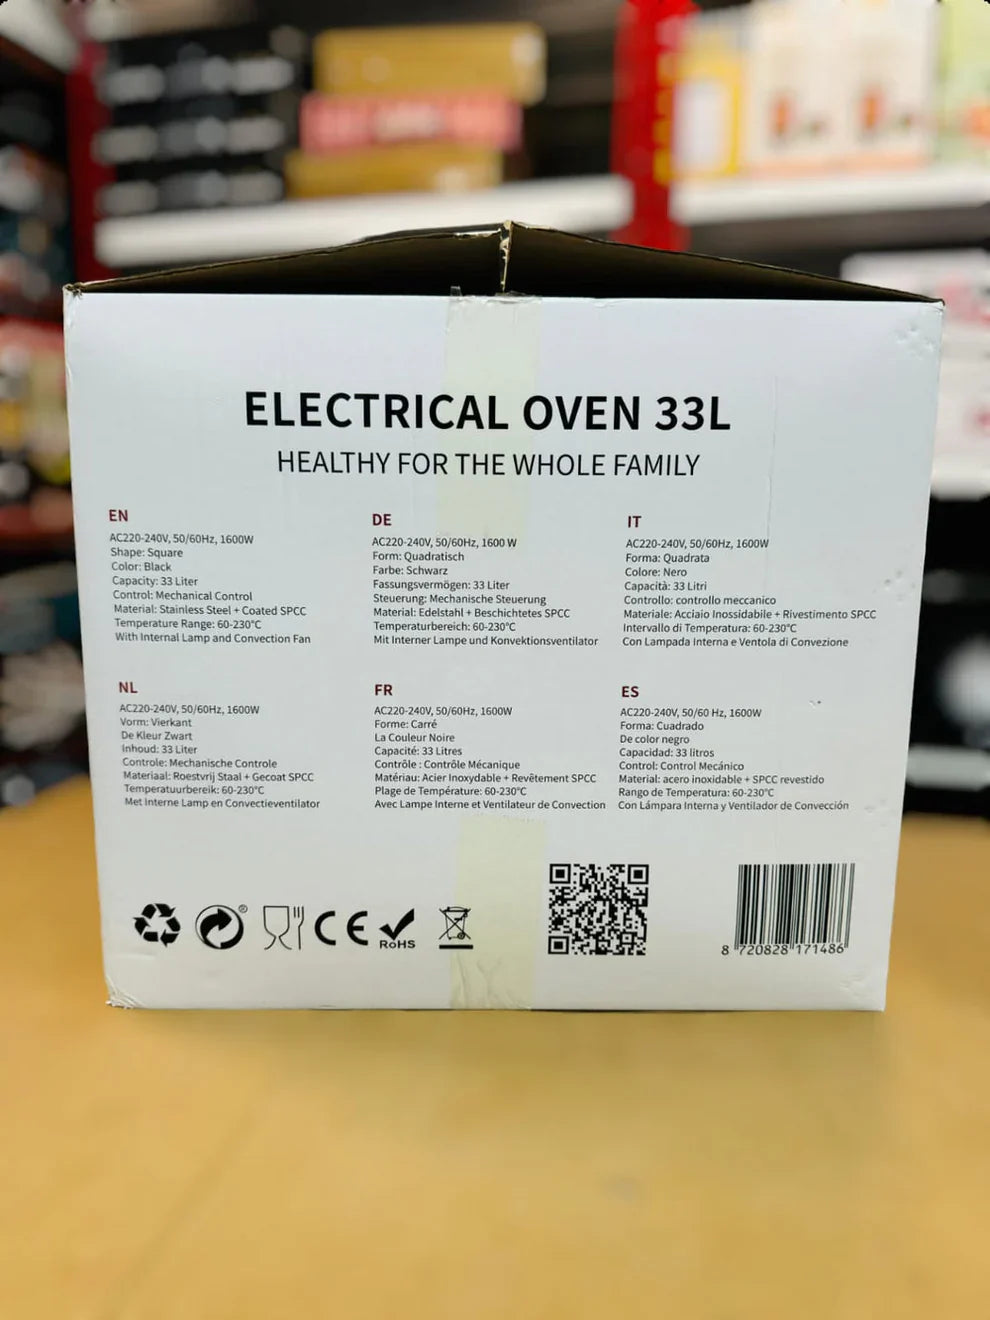 ELECTRICAL OVEN 33L
HEALTHY FOR THE WHOLE FAMILY
EN
AC220-240V, 50/60Hz, 1600W
Shape: Square
Color: Black
Capacity: 33 Liter
Control: Mechanical Control
Material: Stainless Steel + Coated SPCC
Temperature Range: 60-230°C
With Internal Lamp and Convection Fan
DE
AC220-240V, 50/60Hz, 1600 W
Form: Quadratisch
Farbe: Schwarz
Fassungsvermögen: 33 Liter
Steuerung: Mechanische Steuerung
Material: Edelstahl + Beschichtetes SPCC
Temperaturbereich: 60-230°C
Mit Interner Lampe und Konvektionsventilator
IT
AC220-240V, 50/60Hz, 1600W
Forma: Quadrata
Colore: Nero
Capacità: 33 Litri
Controllo: controllo meccanico
Materiale: Acciaio Inossidabile + Rivestimento SPCC
Intervallo di Temperatura: 60-230°C
Con Lampada Interna e Ventola di Convezione
NL
AC220-240V, 50/60Hz, 1600W
Vorm: Vierkant
De Kleur Zwart
Inhoud: 33 Liter
Controle: Mechanische Controle
Materiaal: Roestvrij Staal + Gecoat SPCC
Temperatuurbereik: 60-230°C
Met Interne Lamp en Convectieventilator
FR
AC220-240V, 50/60Hz, 1600W
Forme: Carré
La Couleur Noire
Capacité: 33 Litres
Contrôle : Contrôle Mécanique
Matériau: Acier Inoxydable + Revêtement SPCC
Plage de Température: 60-230°C
Avec Lampe Interne et Ventilateur de Convection
ES
AC220-240V, 50/60 Hz, 1600W
Forma: Cuadrado
De color negro
Capacidad: 33 litros
Control: Control Mecánico
Material: acero inoxidable + SPCC revestido
Rango de Temperatura: 60-230°C
Con Lámpara Interna y Ventilador de Convección
®
CE
RoHS
8 720828 171486